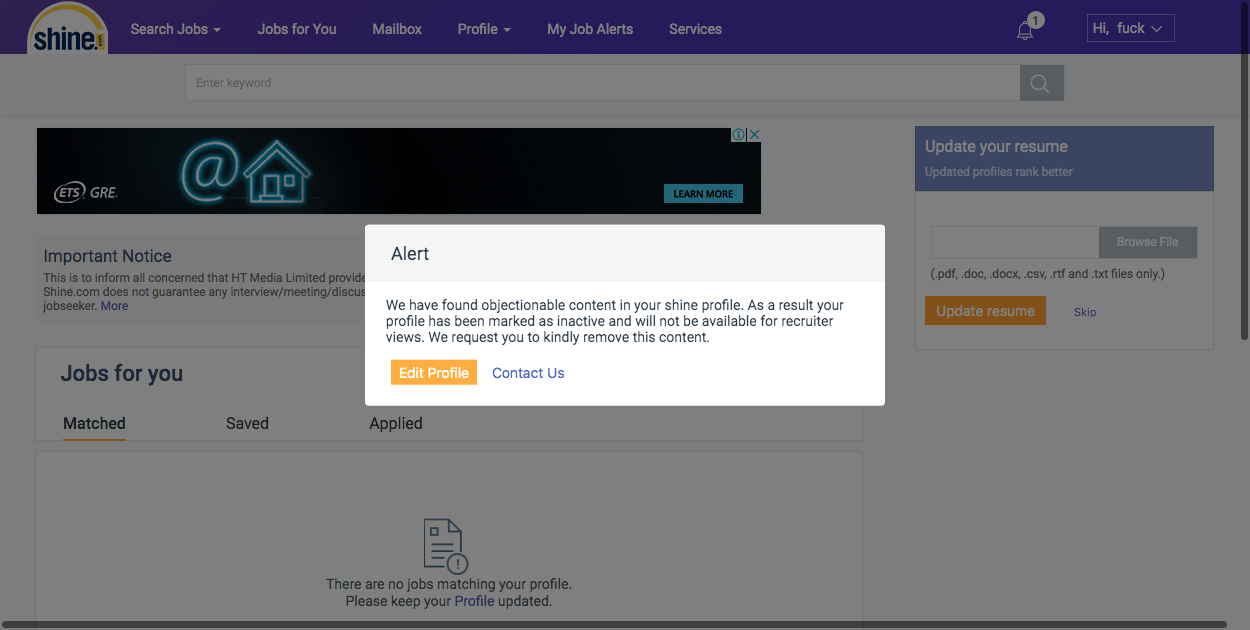 shine.com
Search Jobs
Jobs for You
Mailbox
Profile
My Job Alerts
Services
1
Hi, fuck
Enter keyword
ETS GRE.
@
LEARN MORE
Update your resume
Updated profiles rank better
Browse File
(.pdf, .doc, .docx, .csv, .rtf and .txt files only.)
Update resume
Skip
Important Notice
This is to inform all concerned that HT Media Limited provide
Shine.com does not guarantee any interview/meeting/discus
jobseeker. More
Alert
We have found objectionable content in your shine profile. As a result your
profile has been marked as inactive and will not be available for recruiter
views. We request you to kindly remove this content.
Edit Profile
Contact Us
Jobs for you
Matched
Saved
Applied
There are no jobs matching your profile.
Please keep your Profile updated.